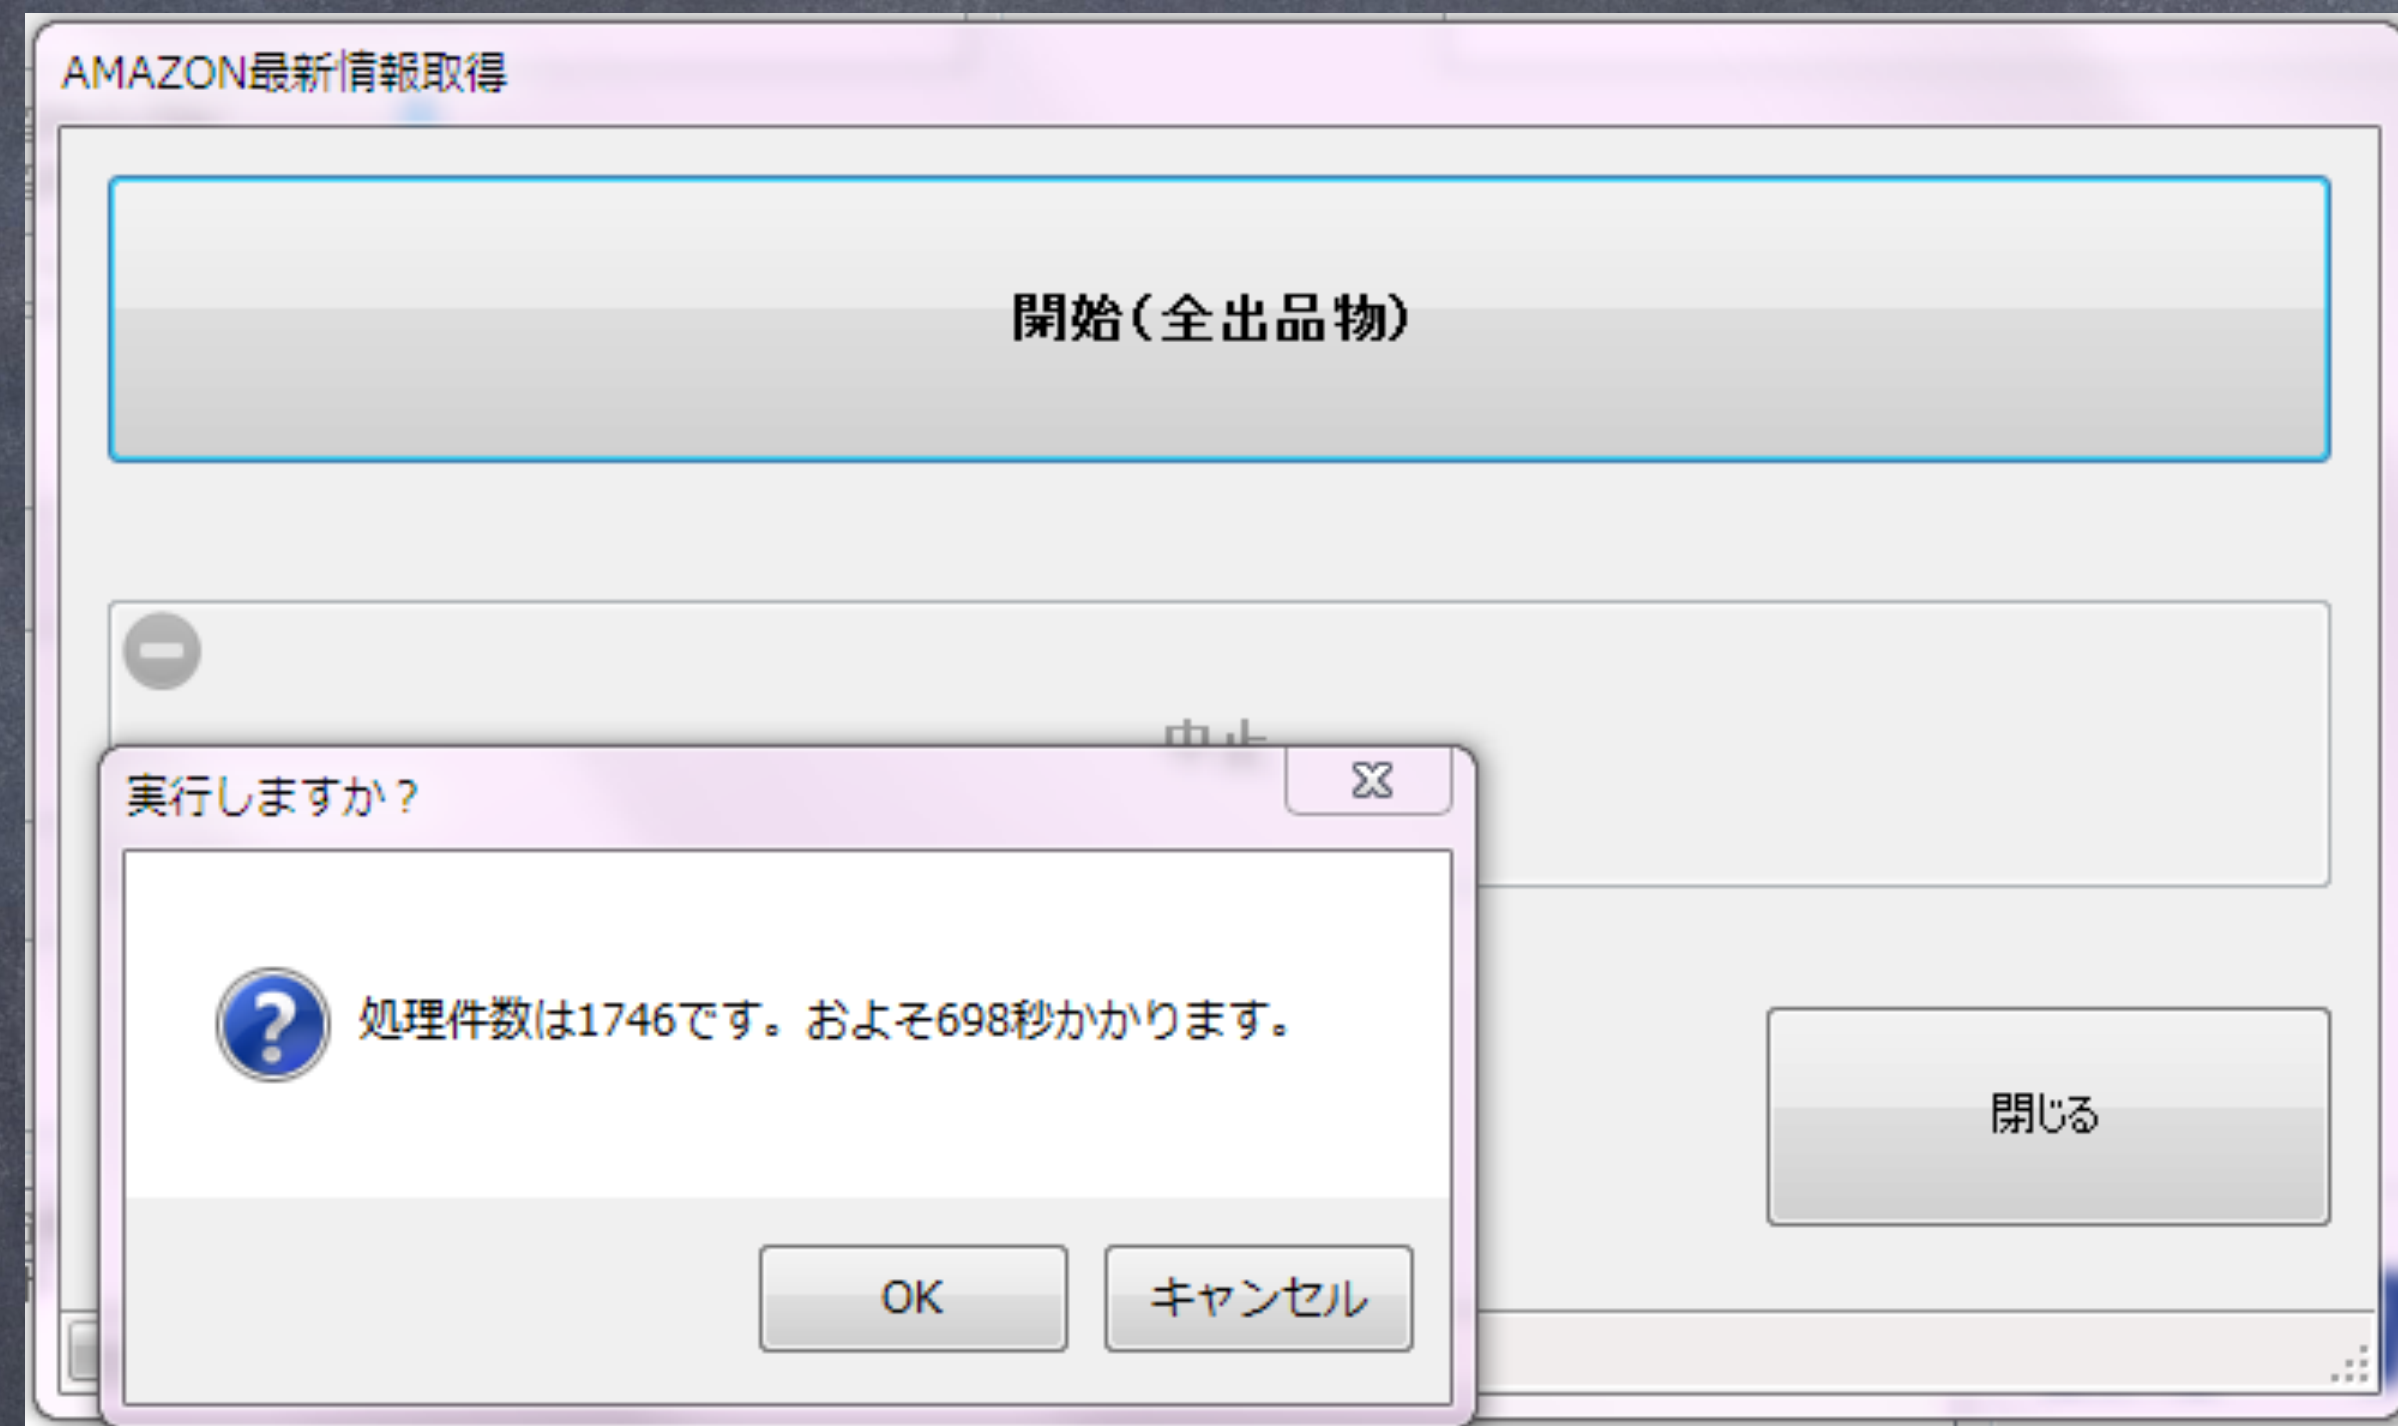 AMAZON最新情報取得
開始(全出品物)
中止
実行しますか？
処理件数は1746です。およそ698秒かかります。
閉じる
OK
キャンセル